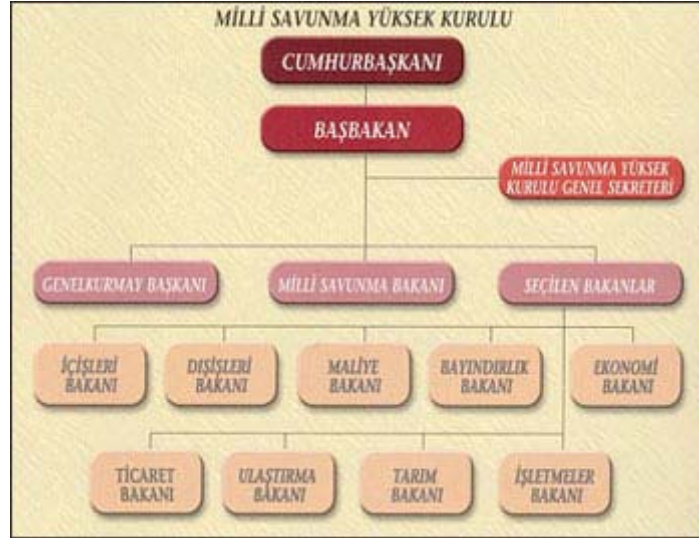 MİLLİ SAVUNMA YÜKSEK KURULU
CUMHURBAŞKANI
BAŞBAKAN
MİLLİ SAVUNMA YÜKSEK
KURULU GENEL SEKRETERİ
GENELKURMAY BAŞKANI
MİLLİ SAVUNMA BAKANI
SEÇİLEN BAKANLAR
İÇİŞLERİ
BAKANI
DIŞİŞLERİ
BAKANI
MALİYE
BAKANI
BAYINDIRLIK
BAKANI
EKONOMİ
BAKANI
TİCARET
BAKANI
ULAŞTIRMA
BAKANI
TARIM
BAKANI
İŞLETMELER
BAKANI